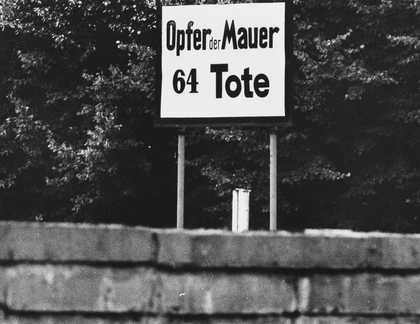 Opfer der Mauer
64 Tote